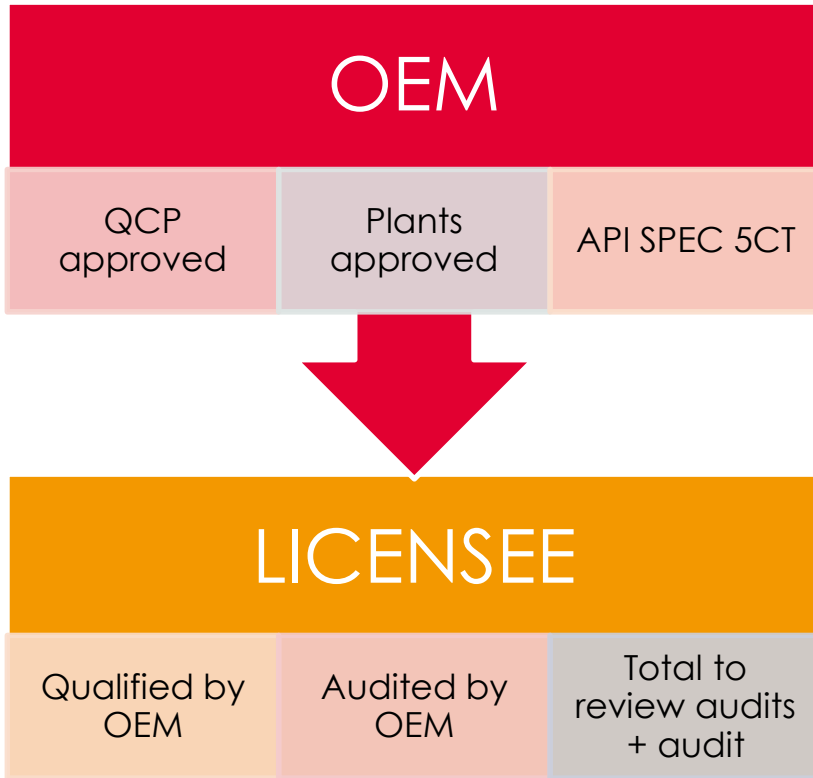 OEM
QCP
approved
Plants
approved
API SPEC 5CT
LICENSEE
Qualified by
OEM
Audited by
OEM
Total to
review audits
+ audit